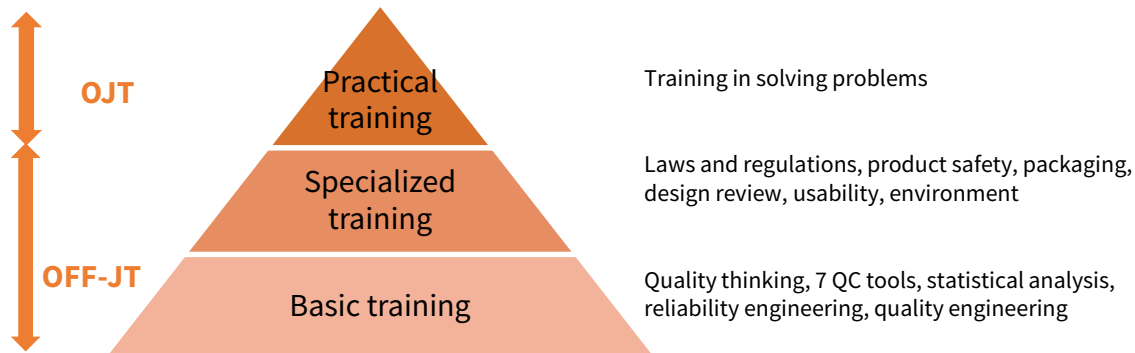 OJT
Practical
training
Training in solving problems
Specialized
training
Laws and regulations, product safety, packaging,
design review, usability, environment
OFF-JT
Basic training
Quality thinking, 7 QC tools, statistical analysis,
reliability engineering, quality engineering